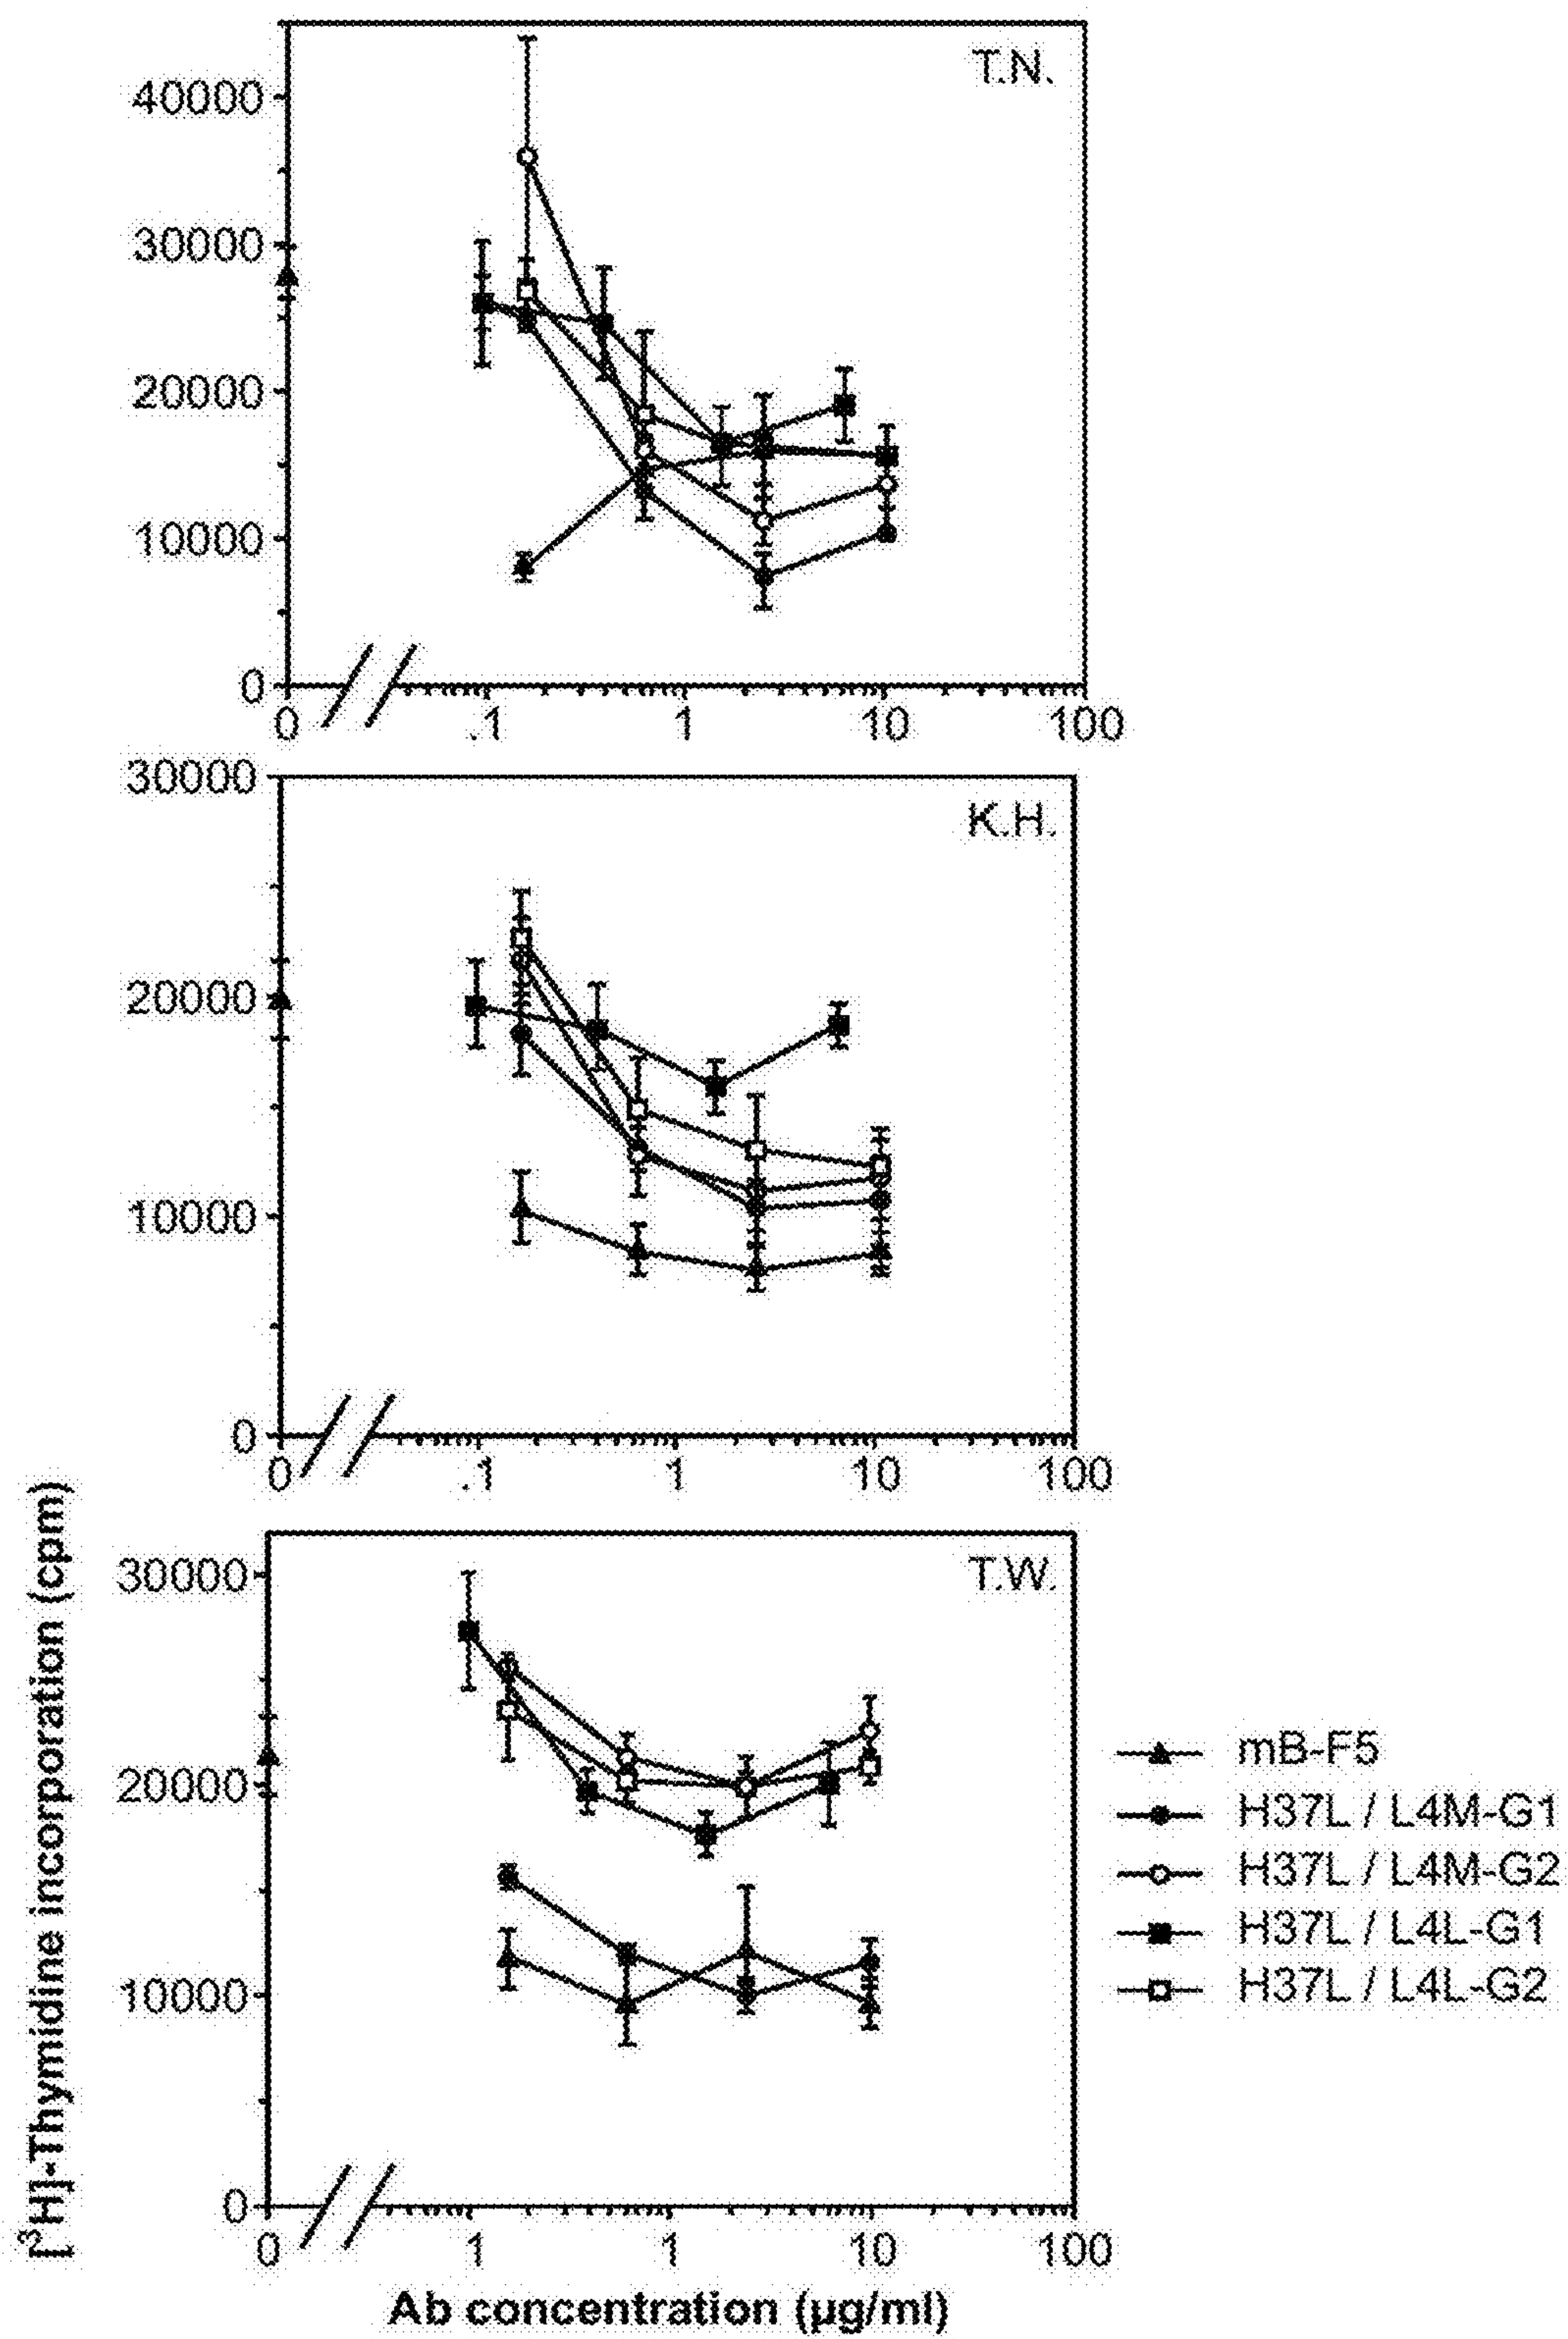 T.N.
40000
30000
20000
10000
0
0 .1 1 10 100
30000
K.H.
20000
10000
0
0 .1 1 10 100
T.W.
30000
20000
10000
0
0 1 1 10 100
[³H]-Thymidine incorporation (cpm)
Ab concentration (µg/ml)
mB-F5
H37L / L4M-G1
H37L / L4M-G2
H37L / L4L-G1
H37L / L4L-G2